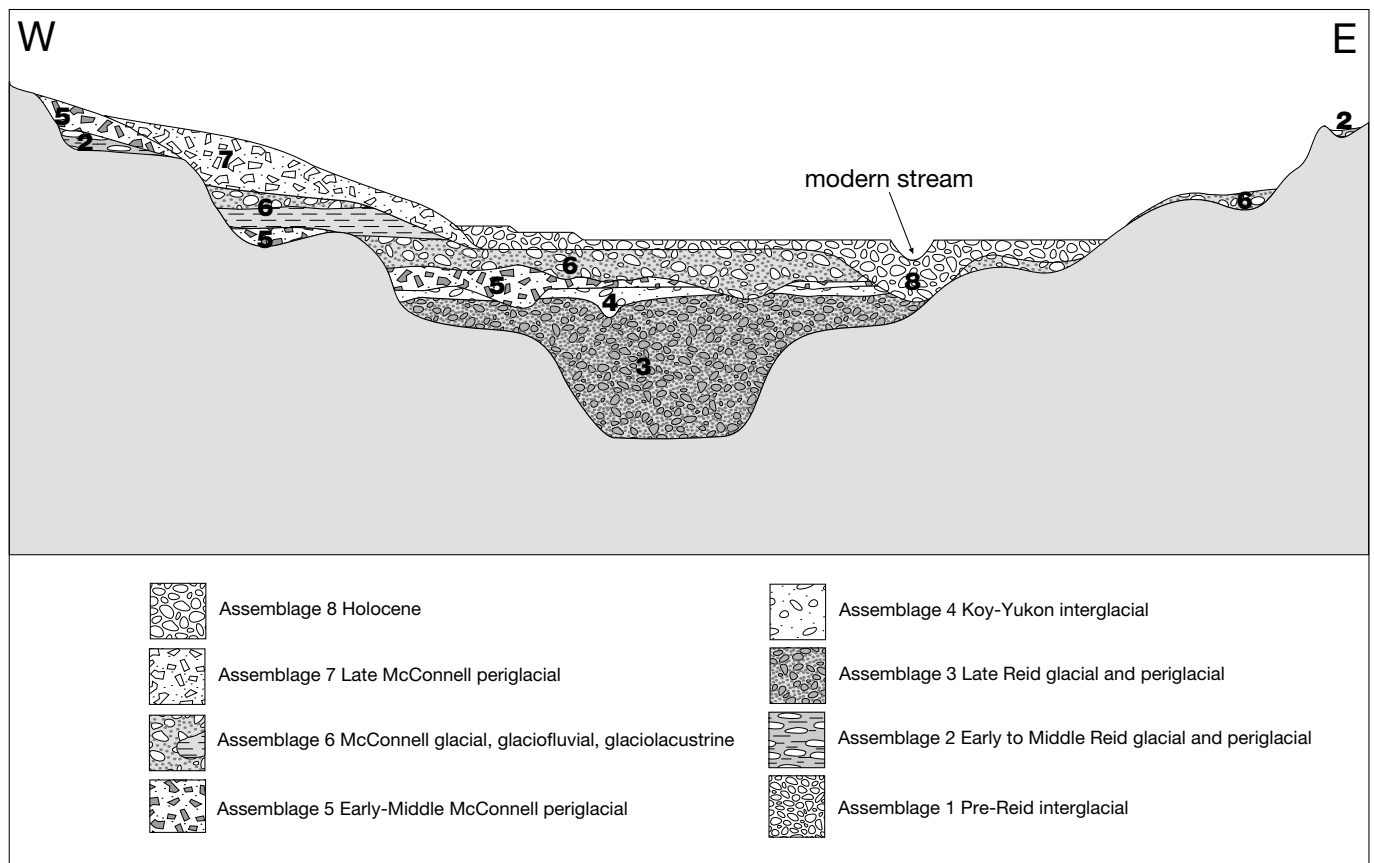 W
E
5
2
2
7
modern stream
6
6
5
6
5
8
4
3
Assemblage 8 Holocene
Assemblage 4 Koy-Yukon interglacial
Assemblage 7 Late McConnell periglacial
Assemblage 3 Late Reid glacial and periglacial
Assemblage 6 McConnell glacial, glaciofluvial, glaciolacustrine
Assemblage 2 Early to Middle Reid glacial and periglacial
Assemblage 5 Early-Middle McConnell periglacial
Assemblage 1 Pre-Reid interglacial